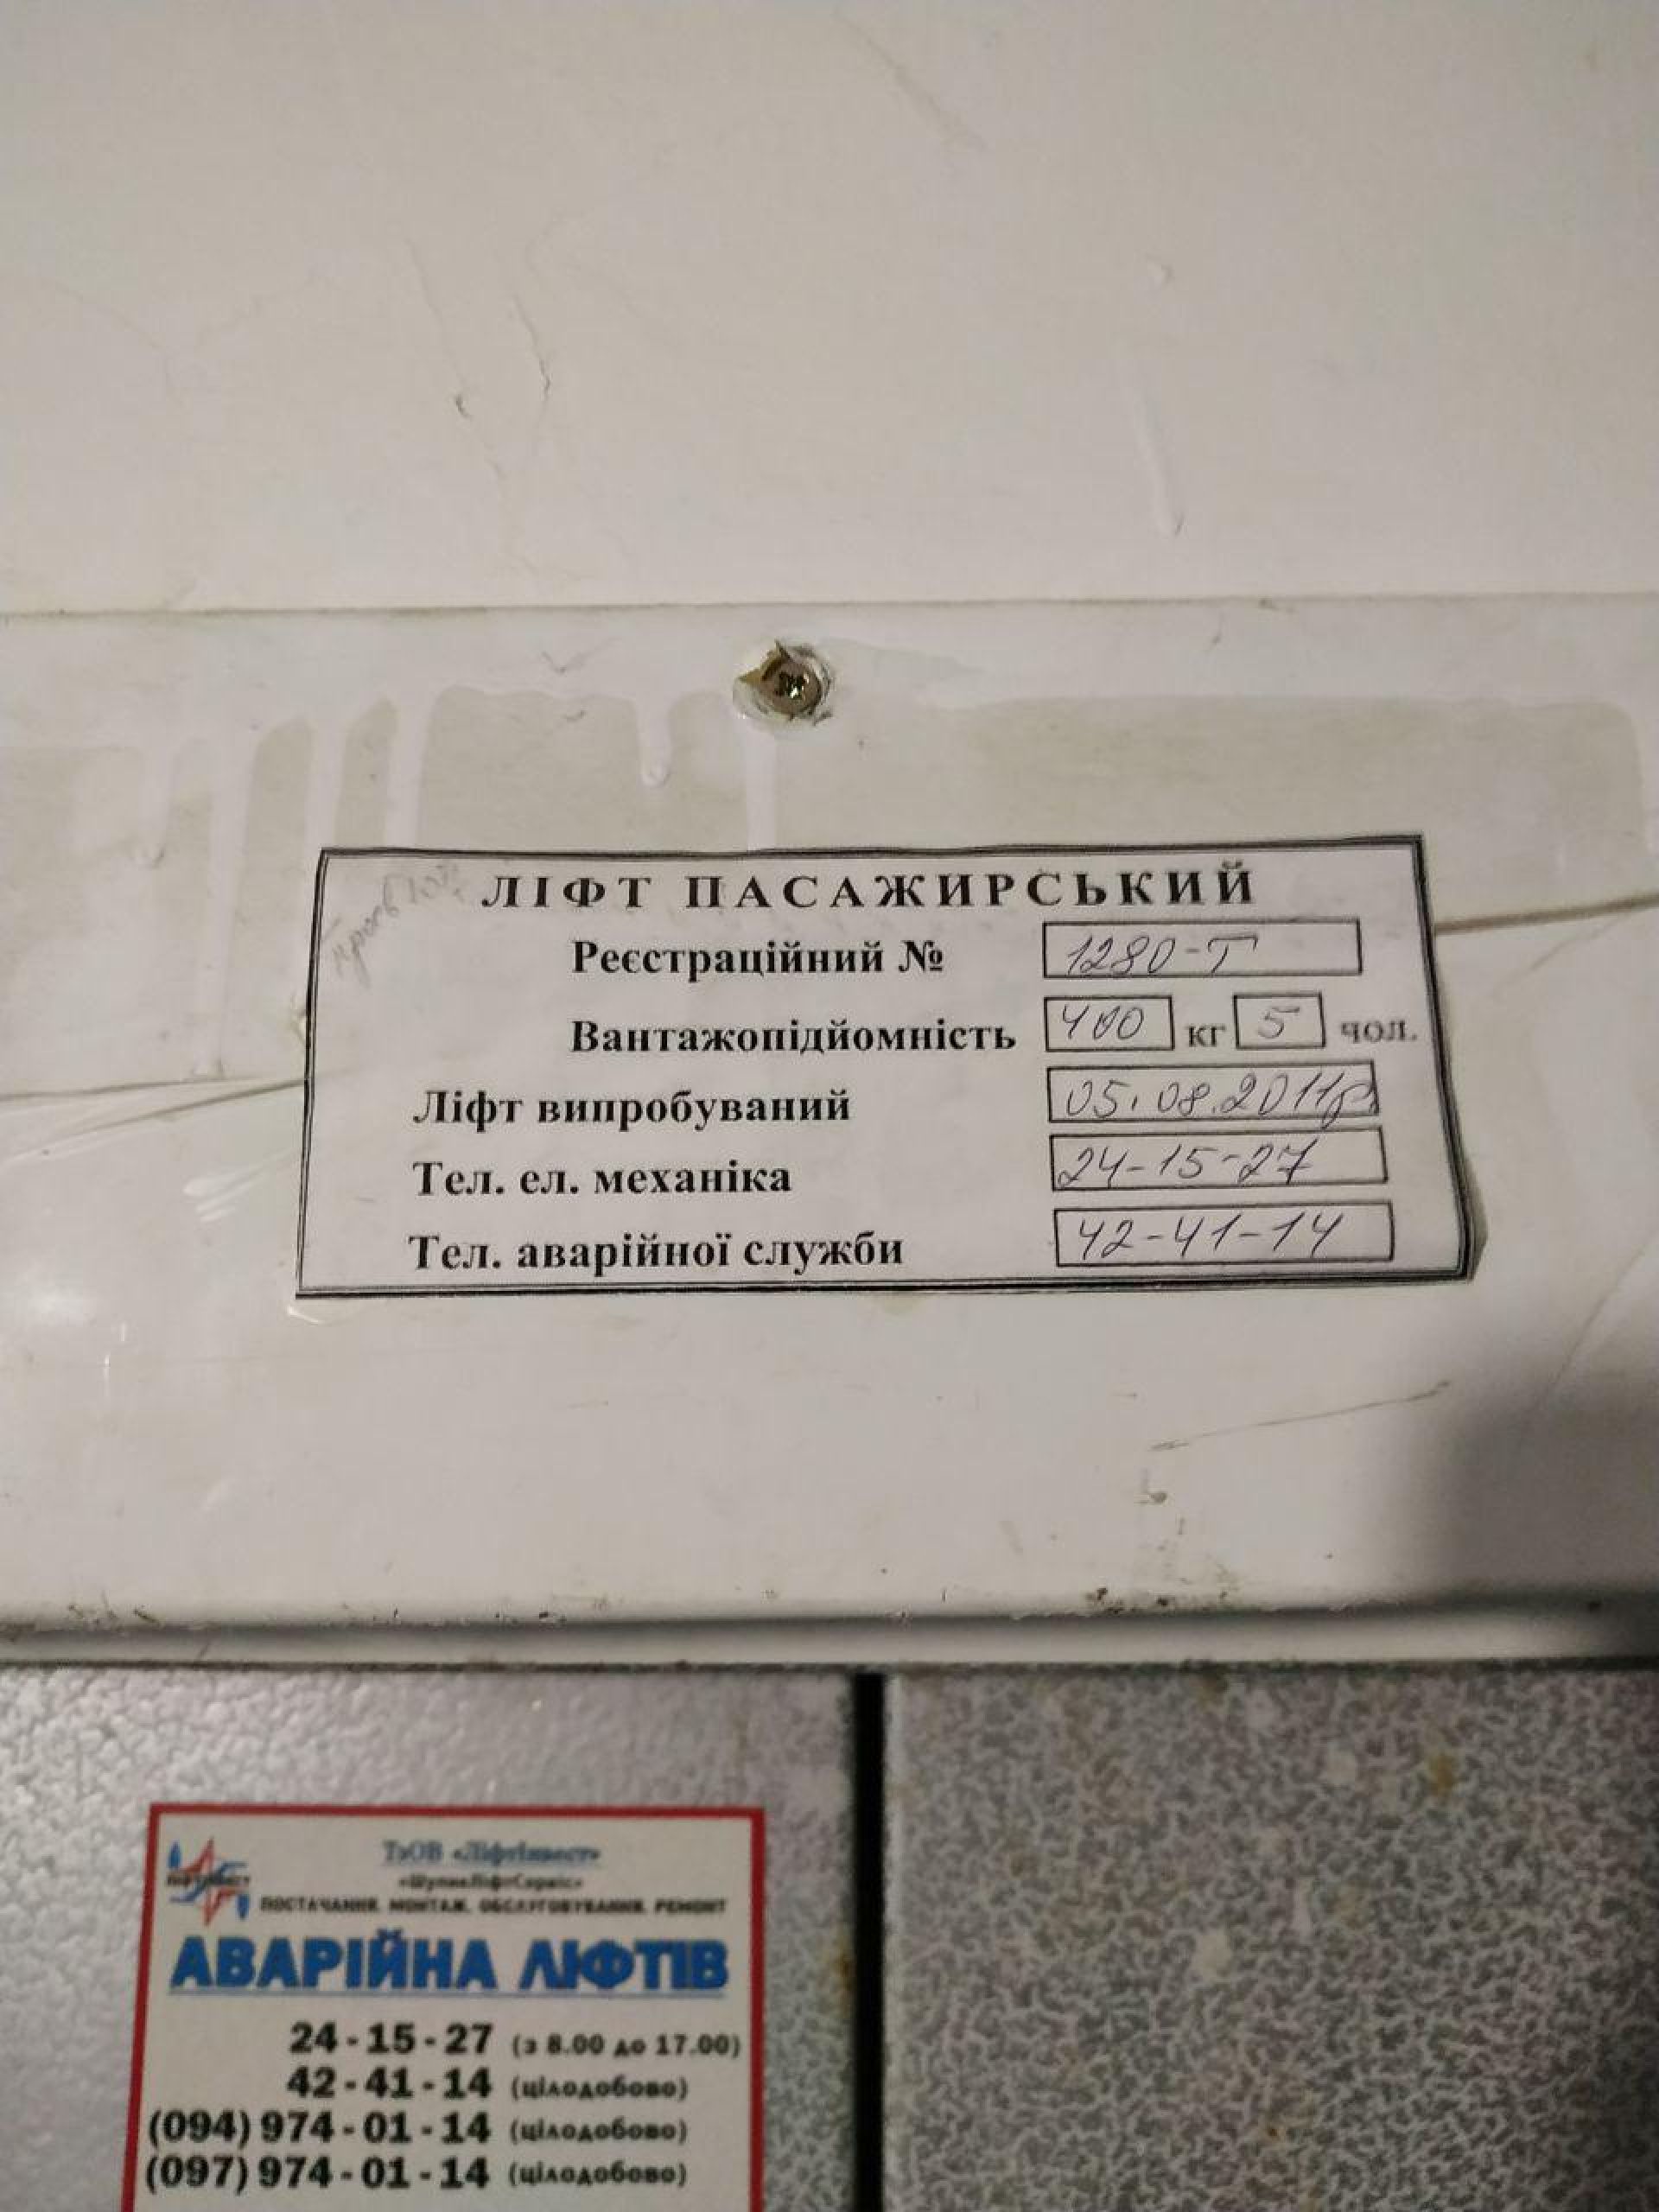 ЛІФТ ПАСАЖИРСЬКИЙ
Реєстраційний № 1280-Т
Вантажопідйомність 400 кг 5 чол.
Ліфт випробуваний 05.08.2011р.
Тел. ел. механіка 24-15-27
Тел. аварійної служби 42-41-14
ТзОВ «ЛіфтІнвест»
ПОСТАЧАННЯ. МОНТАЖ. ОБСЛУГОВУВАННЯ. РЕМОНТ
АВАРІЙНА ЛІФТІВ
24-15-27 (з 8.00 до 17.00)
42-41-14 (цілодобово)
(094) 974-01-14 (цілодобово)
(097) 974-01-14 (цілодобово)